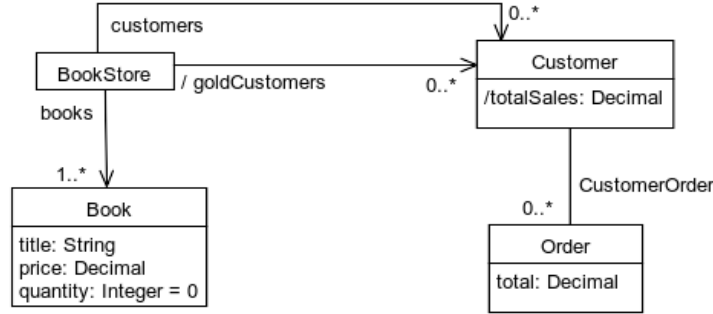 customers
0..*
BookStore
/ goldCustomers
0..*
Customer
/totalSales: Decimal
books
1..*
CustomerOrder
0..*
Book
title: String
price: Decimal
quantity: Integer = 0
Order
total: Decimal